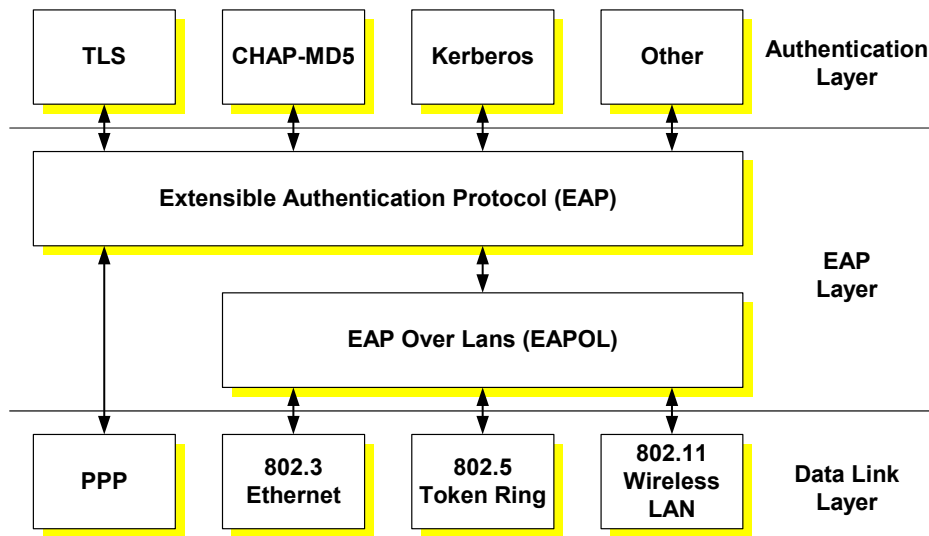 TLS
CHAP-MD5
Kerberos
Other
Authentication
Layer
Extensible Authentication Protocol (EAP)
EAP
Layer
EAP Over Lans (EAPOL)
PPP
802.3
Ethernet
802.5
Token Ring
802.11
Wireless
LAN
Data Link
Layer